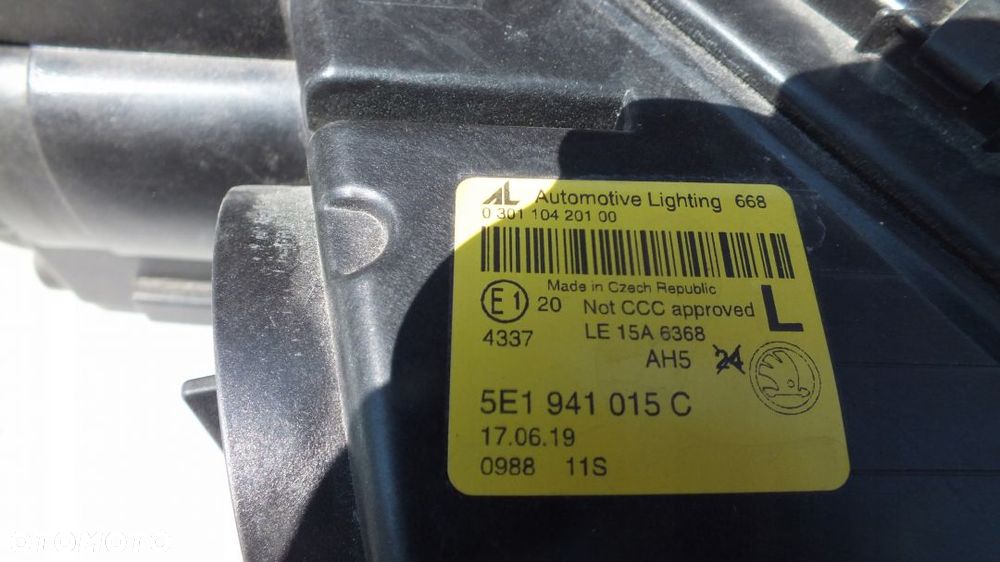 AL Automotive Lighting 668
0 301 104 201 00
Made in Czech Republic
E1 20 Not CCC approved L
4337 LE 15A 6368
AH5 24
5E1 941 015 C
17.06.19
0988 11S
OTOMOTO